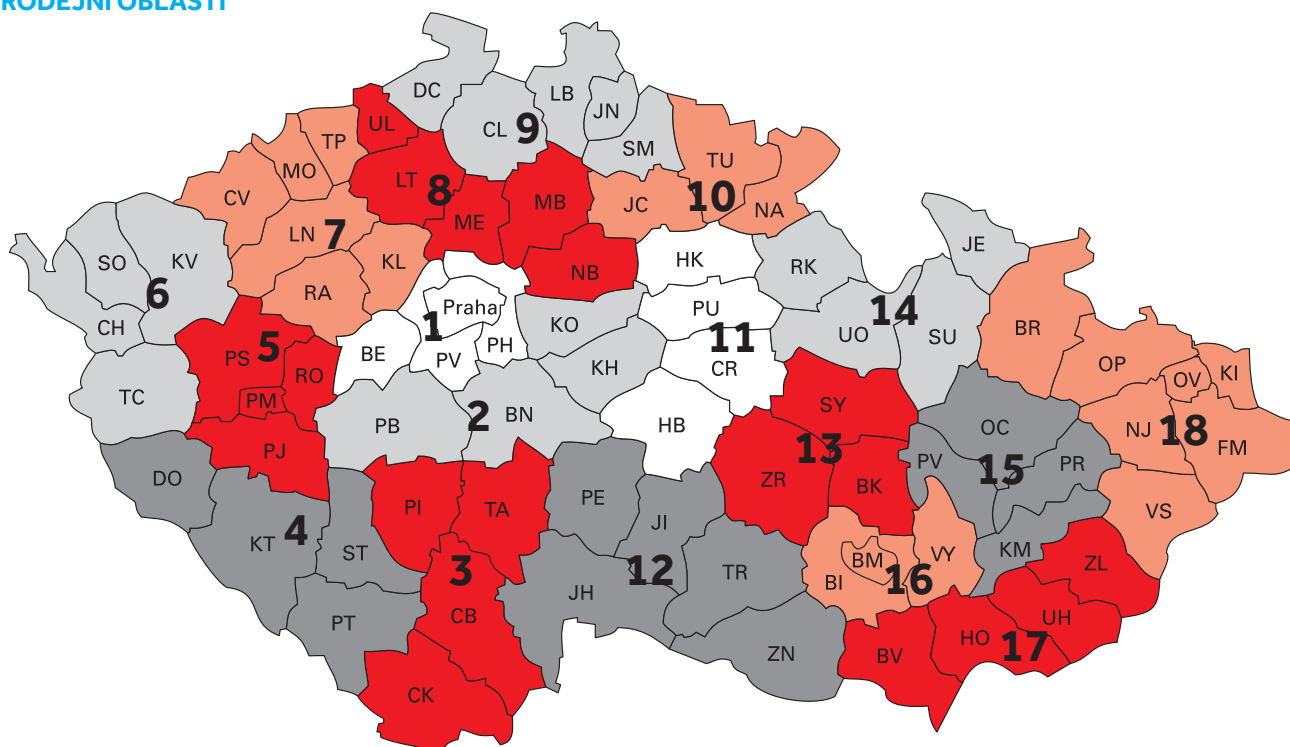 RODEJNÍ OBLASTI
DC
LB
JN
CL
9
SM
UL
TP
MO
LT
8
CV
ME
MB
TU
10
JC
NA
LN
7
KL
RA
NB
HK
RK
JE
SO
KV
6
CH
Praha
1
BE
PV
PH
KO
PU
11
CR
UO
14
SU
BR
PS
5
RO
PM
TC
PJ
KH
PB
2
BN
HB
SY
13
ZR
BK
OC
PV
15
PR
OP
OV
KI
NJ
18
FM
VS
DO
KT
4
ST
PI
TA
PE
JI
3
12
TR
JH
CB
PT
CK
ZN
BM
BI
16
VY
KM
ZL
UH
HO
17
BV